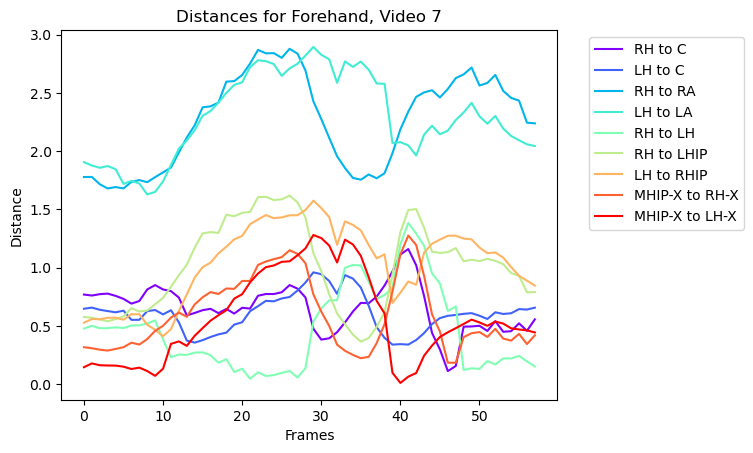 Distances for Forehand, Video 7
3.0
2.5
2.0
1.5
1.0
0.5
0.0
Distance
0 10 20 30 40 50
Frames
RH to C
LH to C
RH to RA
LH to LA
RH to LH
RH to LHIP
LH to RHIP
MHIP-X to RH-X
MHIP-X to LH-X